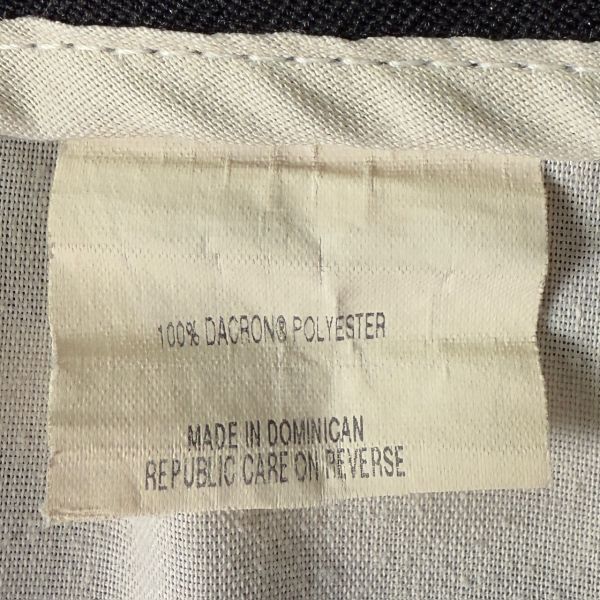 100% DACRON® POLYESTER
MADE IN DOMINICAN
REPUBLIC CARE ON REVERSE